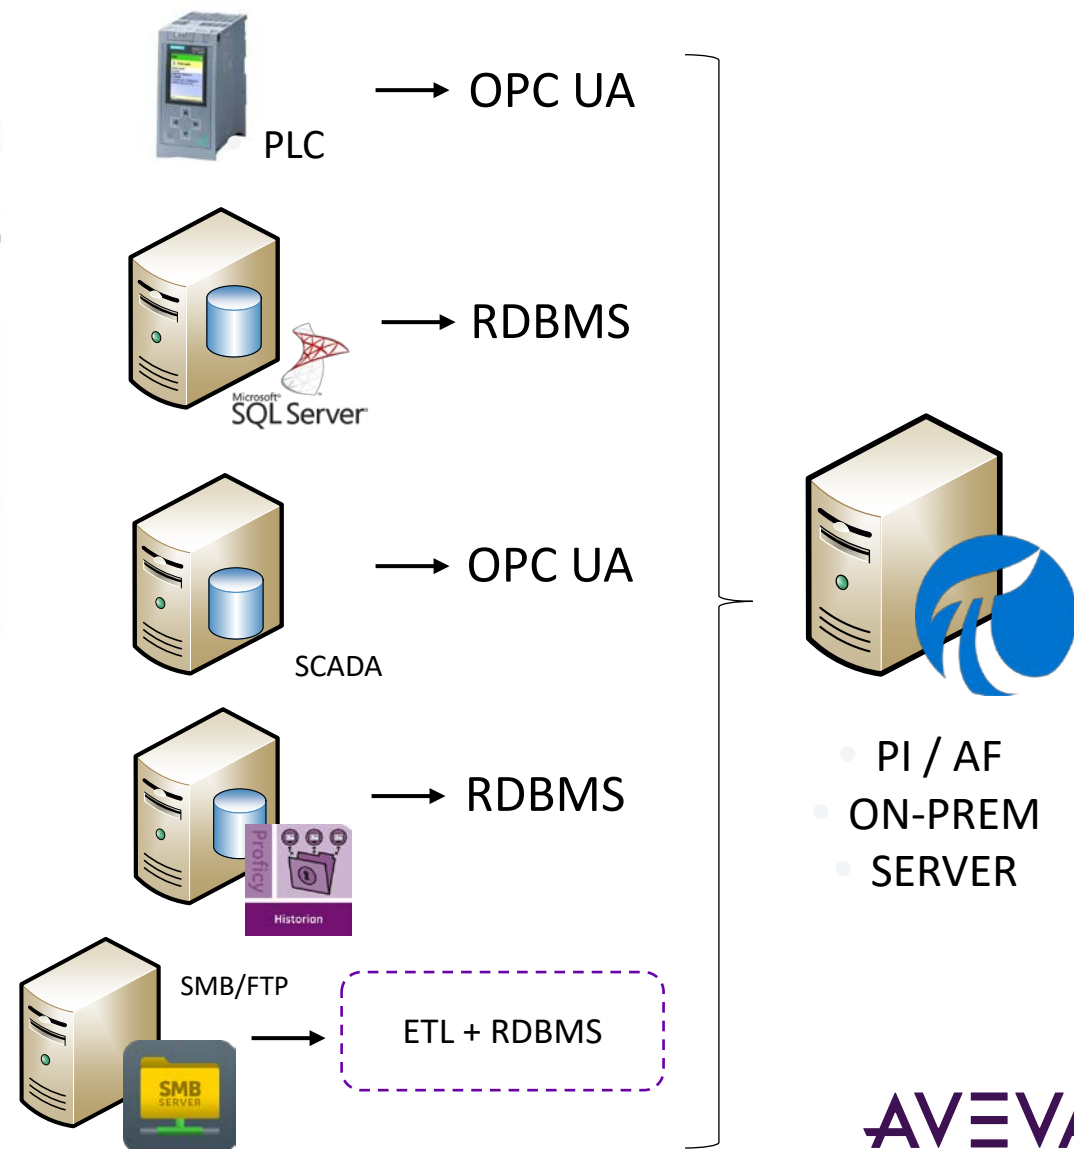 OPC UA
PLC
RDBMS
Microsoft®
SQL Server®
OPC UA
SCADA
RDBMS
Proficy
Historian
PI / AF
ON-PREM
SERVER
SMB/FTP
ETL + RDBMS
SMB
SERVER
AVEVA